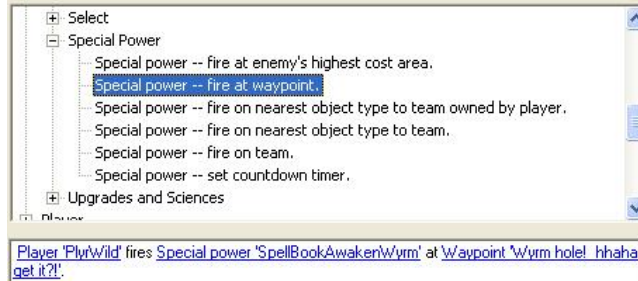 Select
Special Power
Special power -- fire at enemy's highest cost area.
Special power -- fire at waypoint.
Special power -- fire on nearest object type to team owned by player.
Special power -- fire on nearest object type to team.
Special power -- fire on team.
Special power -- set countdown timer.
Upgrades and Sciences
Player
Player 'PlyrWild' fires Special power 'SpellBookAwakenWyrm' at Waypoint 'Wyrm hole!  hhaha
get it?!'.